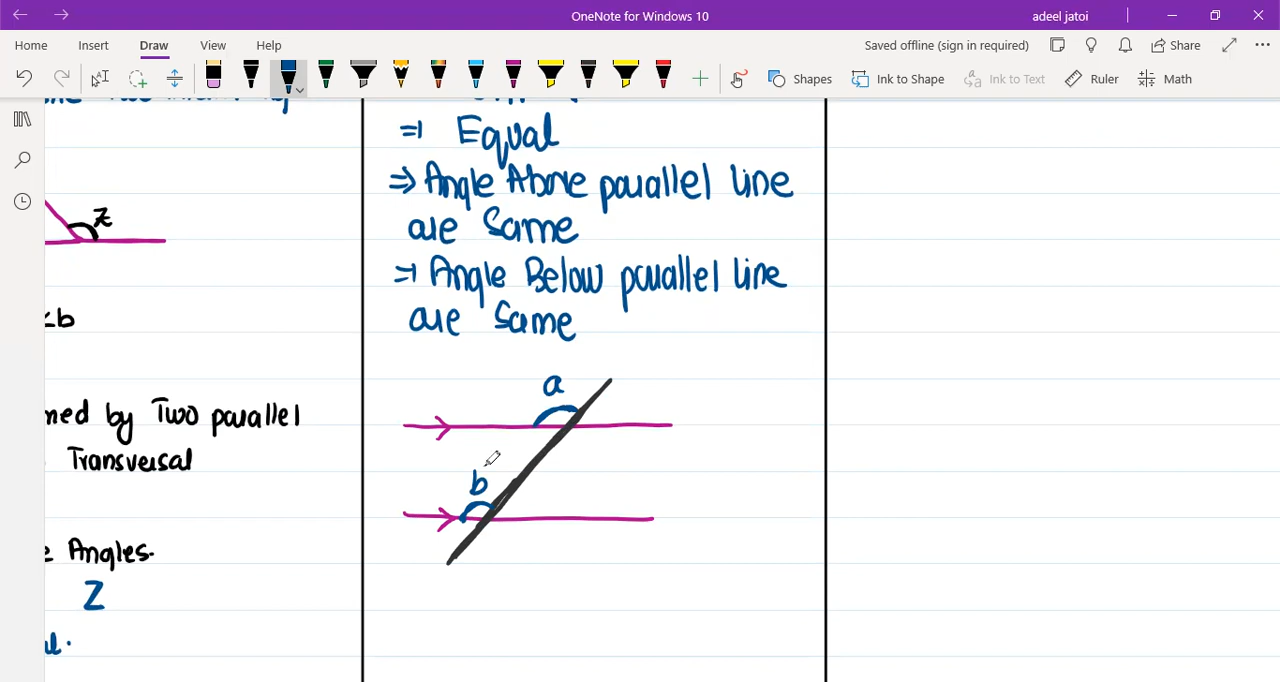 OneNote for Windows 10
adeel jatoi
Home
Insert
Draw
View
Help
Saved offline (sign in required)
Share
Shapes
Ink to Shape
Ink to Text
Ruler
Math
z
<b
med by Two parallel
Transversal
Angles.
Z
⇒ Equal
⇒ Angle Above parallel line
are Same
⇒ Angle Below parallel line
are Same
a
b